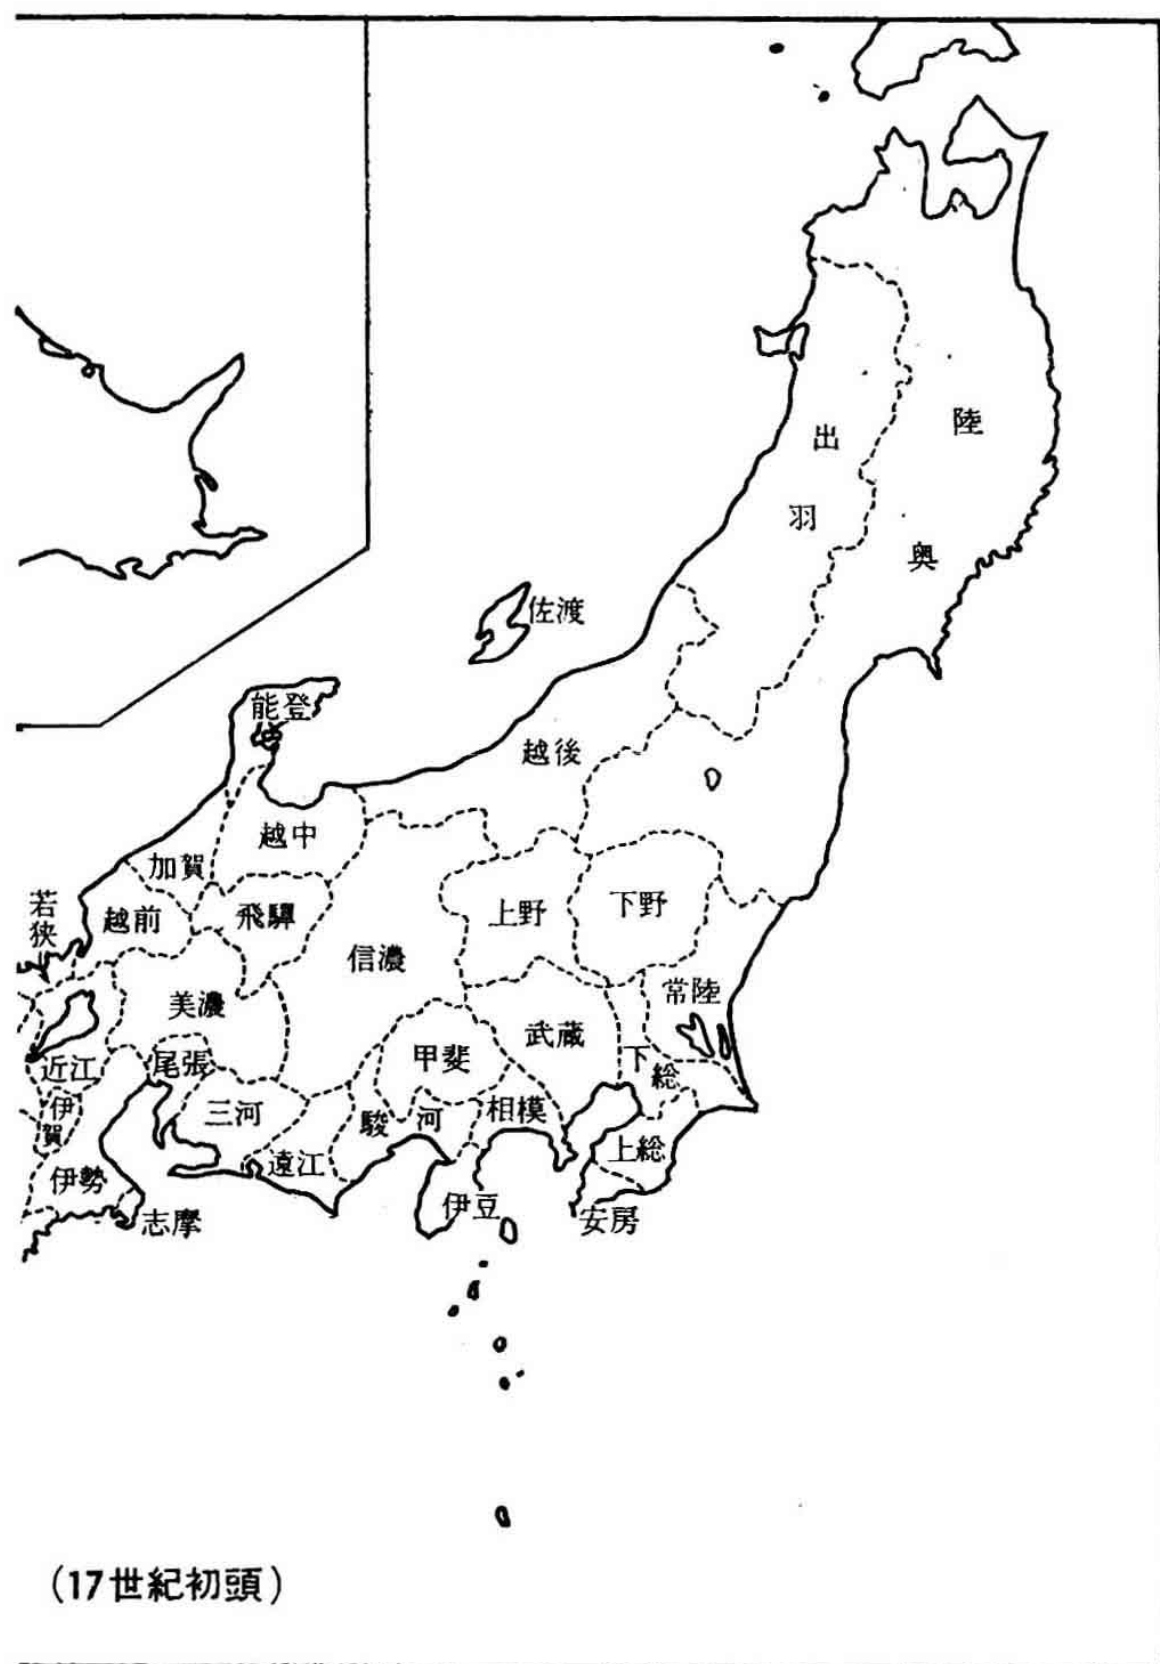 陸奥
出羽
佐渡
能登
越後
越中
加賀
越前
若狭
飛驒
信濃
上野
下野
常陸
美濃
尾張
近江
甲斐
武蔵
下総
伊賀
三河
駿河
相模
上総
伊勢
遠江
伊豆
安房
志摩
(17世紀初頭)